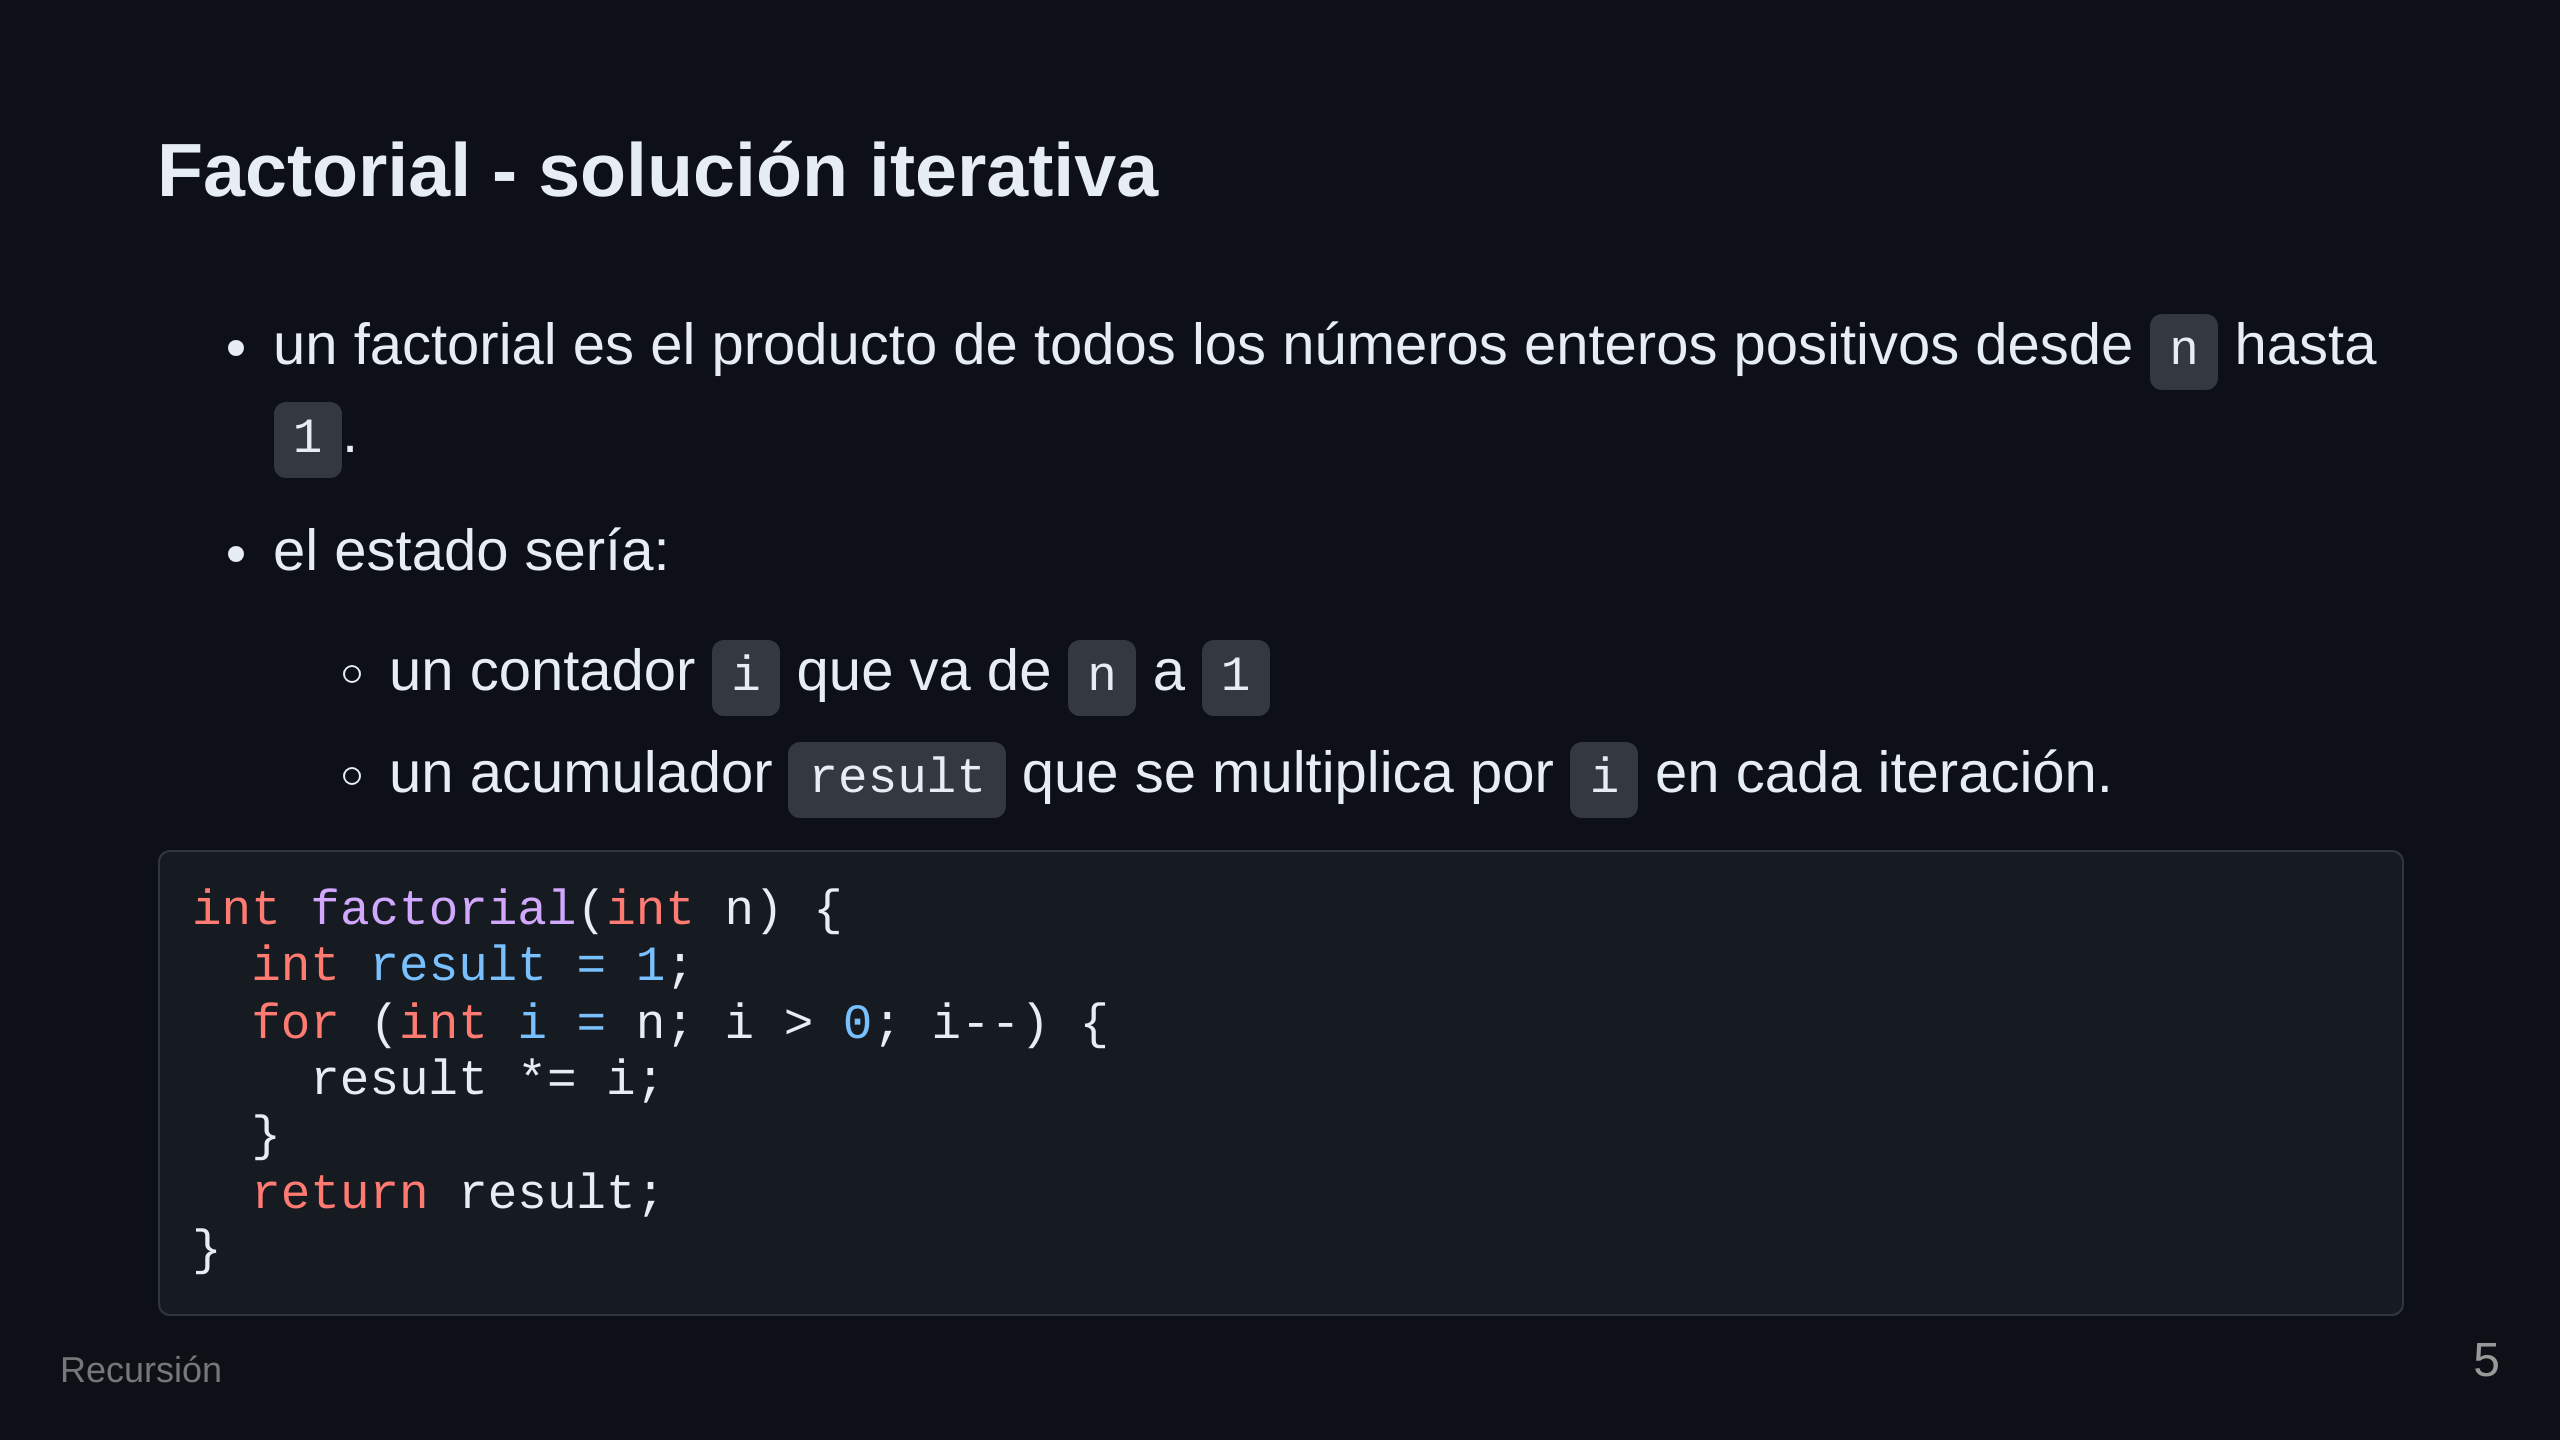 Factorial - solución iterativa
un factorial es el producto de todos los números enteros positivos desde n hasta
1.
el estado sería:
un contador i que va de n a 1
un acumulador result que se multiplica por i en cada iteración.
int factorial(int n) {
  int result = 1;
  for (int i = n; i > 0; i--) {
    result *= i;
  }
  return result;
}
Recursión
5